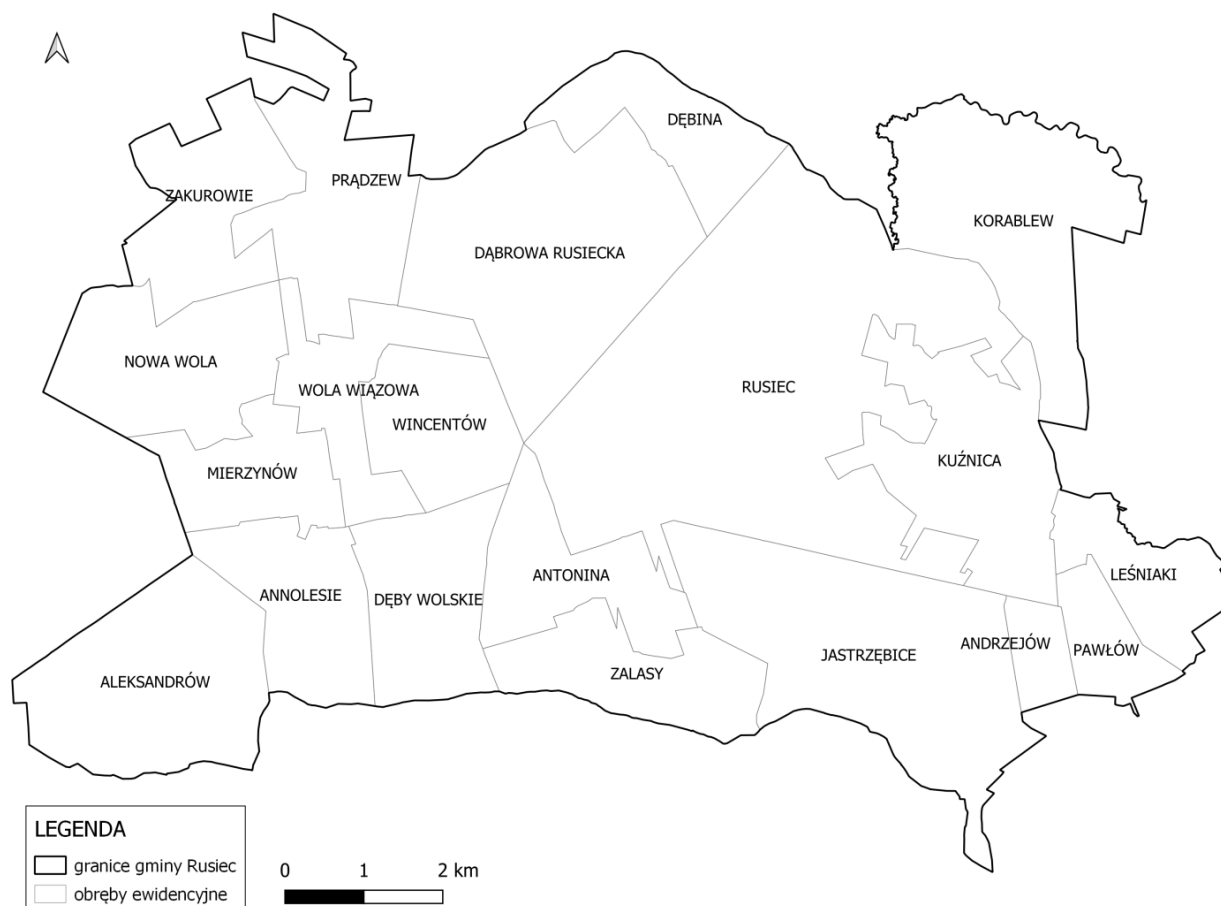 DĘBINA
PRĄDZEW
ZAKUROWIE
KORABLEW
DĄBROWA RUSIECKA
NOWA WOLA
WOLA WIĄZOWA
RUSIEC
WINCENTÓW
KUŹNICA
MIERZYNÓW
LEŚNIAKI
ANTONINA
ANNOLESIE
DĘBY WOLSKIE
ANDRZEJÓW
PAWŁÓW
JASTRZĘBICE
ZALASY
ALEKSANDRÓW
LEGENDA
granice gminy Rusiec
obręby ewidencyjne
0 1 2 km